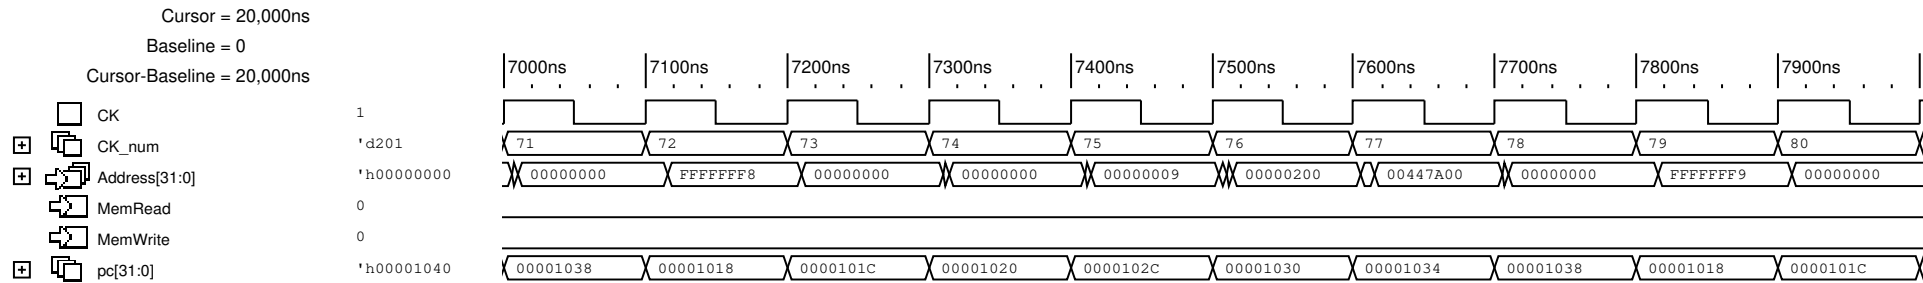 Cursor = 20,000ns
Baseline = 0
Cursor-Baseline = 20,000ns
7000ns 7100ns 7200ns 7300ns 7400ns 7500ns 7600ns 7700ns 7800ns 7900ns
CK 1
CK_num 'd201 71 72 73 74 75 76 77 78 79 80
Address[31:0] 'h00000000 00000000 FFFFFFF8 00000000 00000000 00000009 00000200 00447A00 00000000 FFFFFFF9 00000000
MemRead 0
MemWrite 0
pc[31:0] 'h00001040 00001038 00001018 0000101C 00001020 0000102C 00001030 00001034 00001038 00001018 0000101C